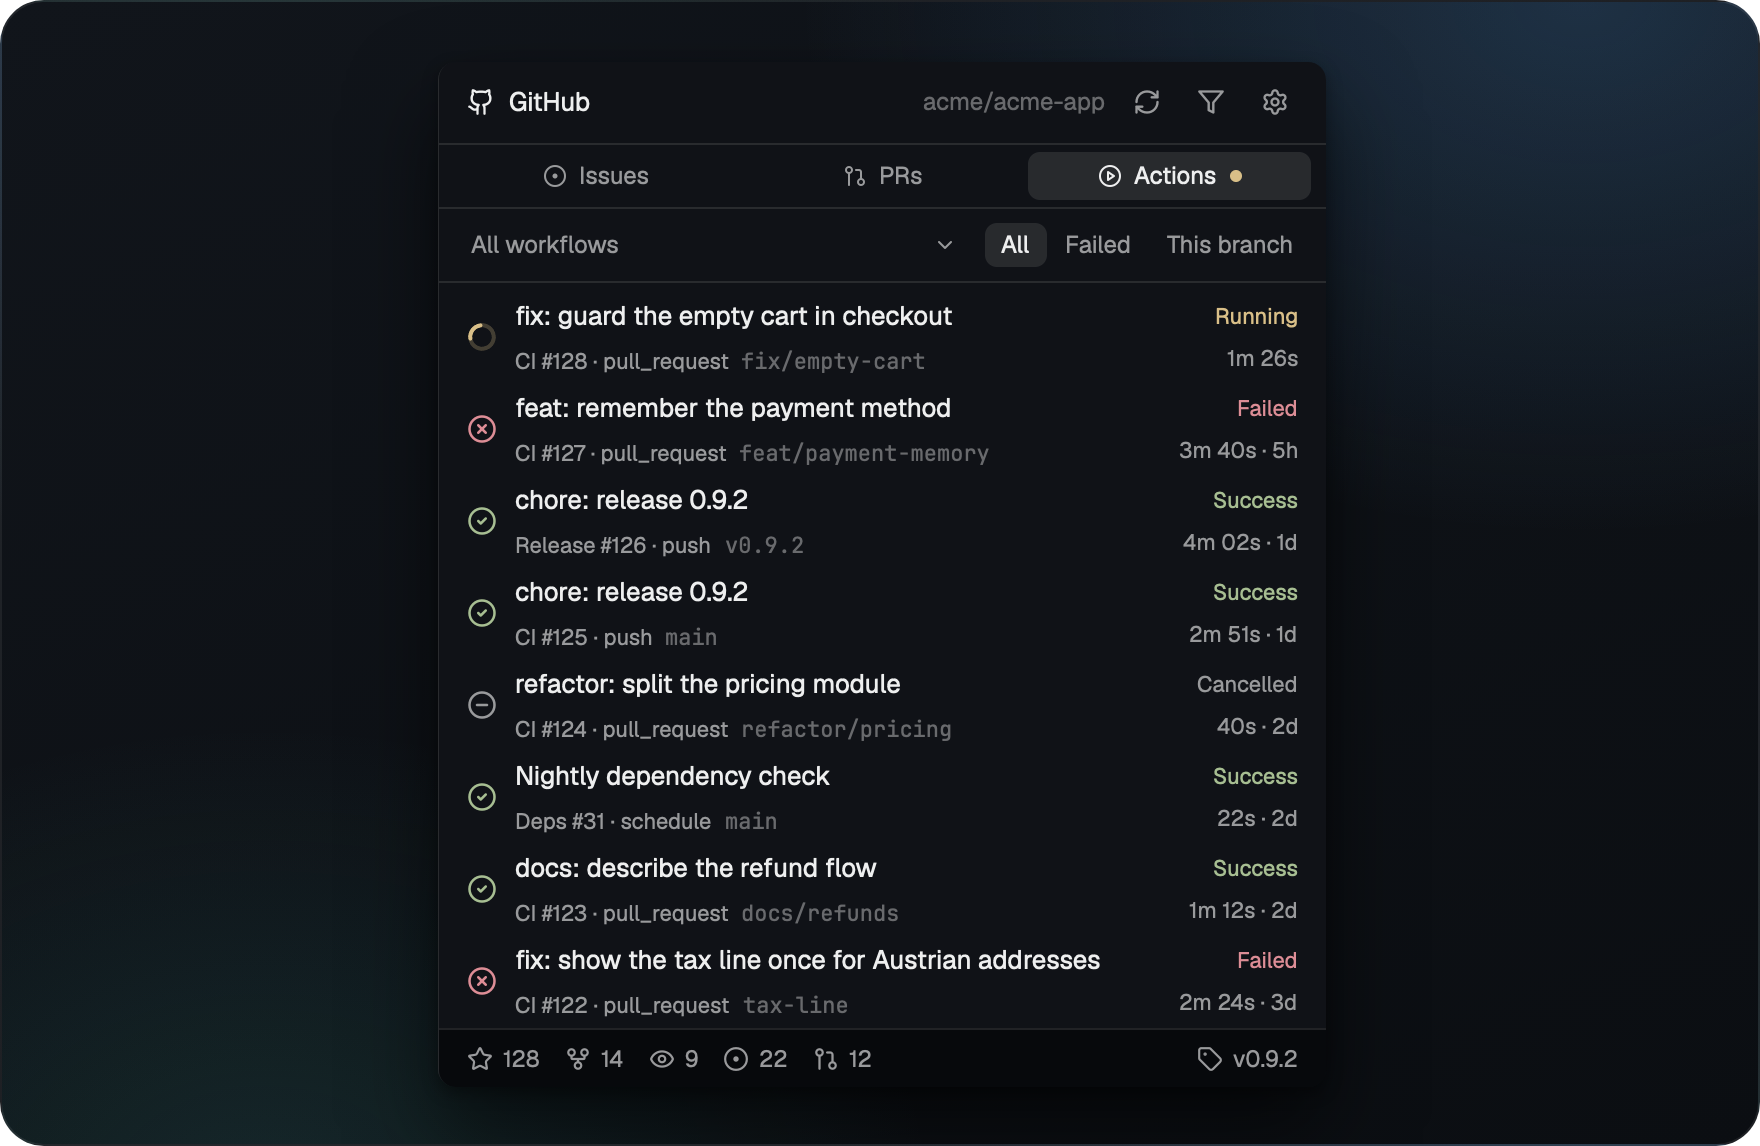 GitHub acme/acme-app
Issues PRs Actions
All workflows All Failed This branch
fix: guard the empty cart in checkout Running
CI #128 · pull_request fix/empty-cart 1m 26s
feat: remember the payment method Failed
CI #127 · pull_request feat/payment-memory 3m 40s · 5h
chore: release 0.9.2 Success
Release #126 · push v0.9.2 4m 02s · 1d
chore: release 0.9.2 Success
CI #125 · push main 2m 51s · 1d
refactor: split the pricing module Cancelled
CI #124 · pull_request refactor/pricing 40s · 2d
Nightly dependency check Success
Deps #31 · schedule main 22s · 2d
docs: describe the refund flow Success
CI #123 · pull_request docs/refunds 1m 12s · 2d
fix: show the tax line once for Austrian addresses Failed
CI #122 · pull_request tax-line 2m 24s · 3d
128 14 9 22 12 v0.9.2